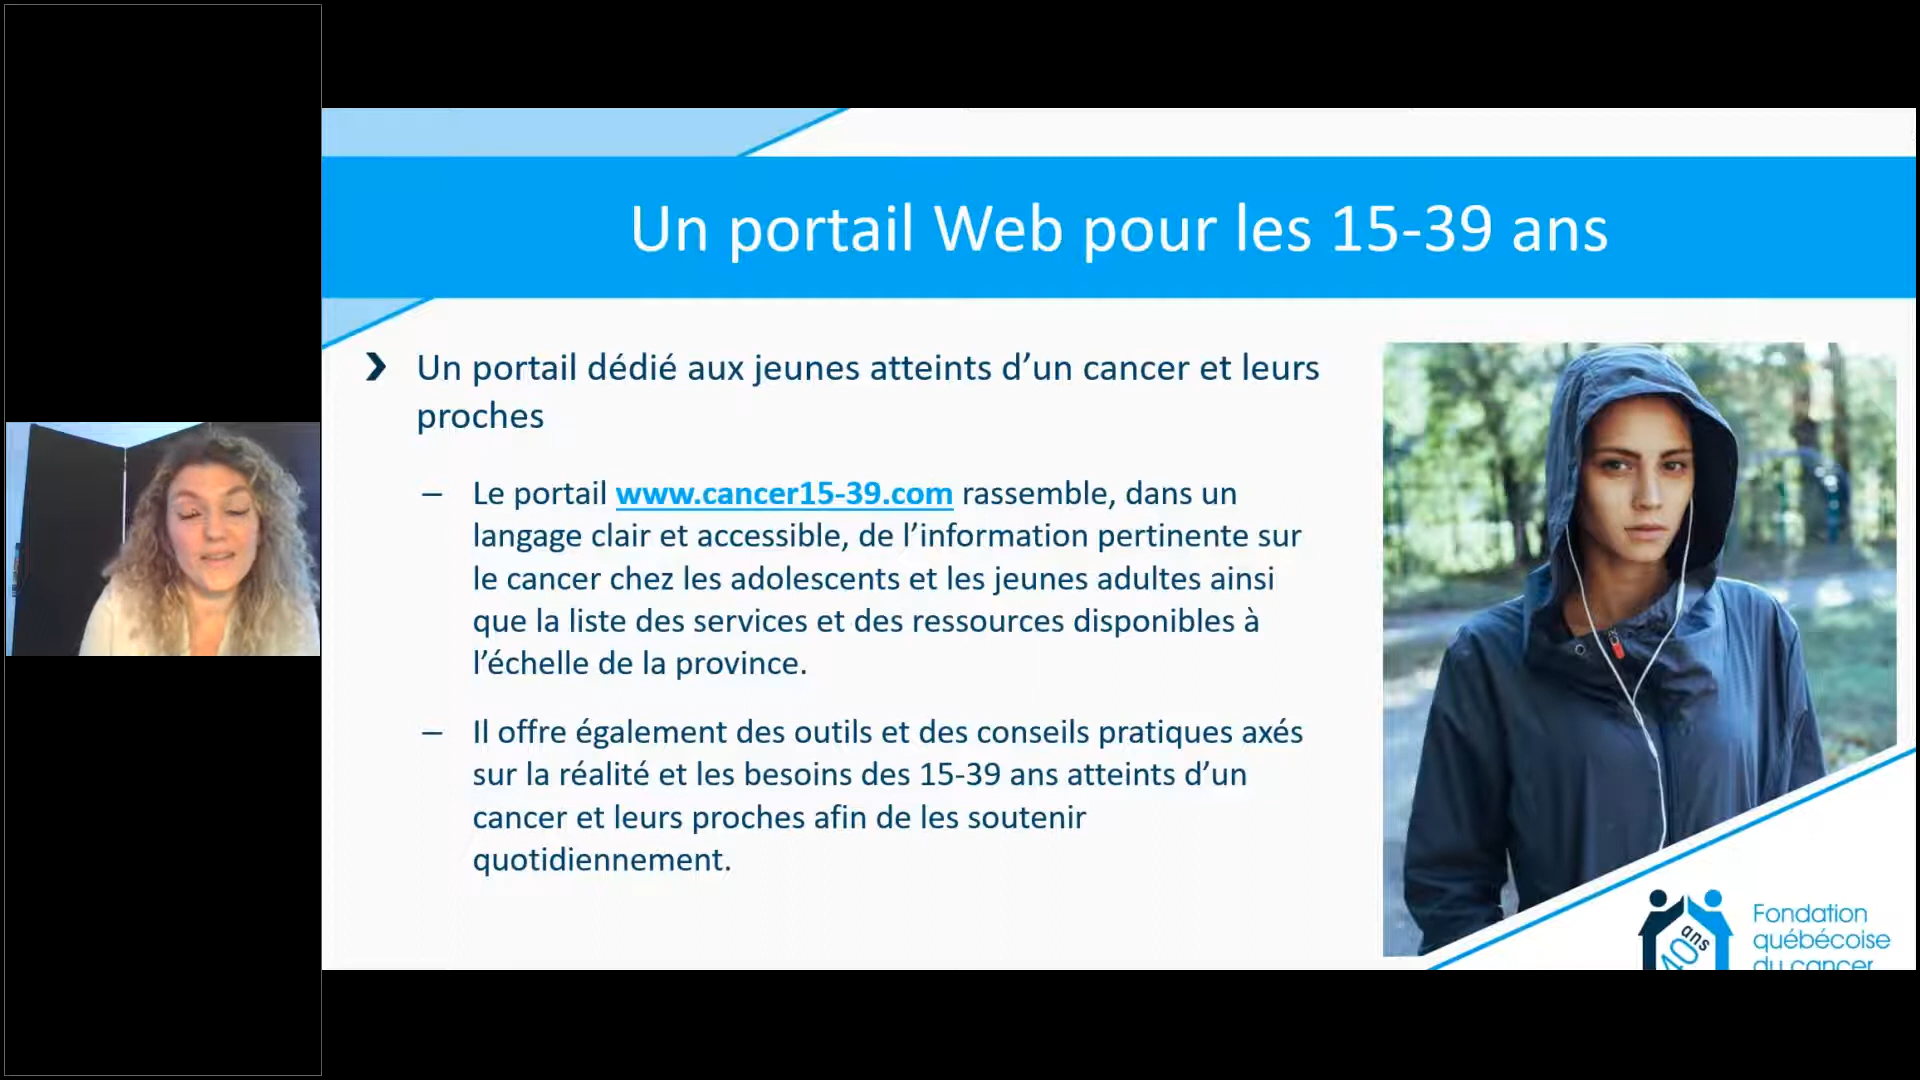 Un portail Web pour les 15-39 ans
Un portail dédié aux jeunes atteints d’un cancer et leurs
proches
– Le portail www.cancer15-39.com rassemble, dans un
langage clair et accessible, de l’information pertinente sur
le cancer chez les adolescents et les jeunes adultes ainsi
que la liste des services et des ressources disponibles à
l’échelle de la province.
– Il offre également des outils et des conseils pratiques axés
sur la réalité et les besoins des 15-39 ans atteints d’un
cancer et leurs proches afin de les soutenir
quotidiennement.
40 ans
Fondation
québécoise
du cancer